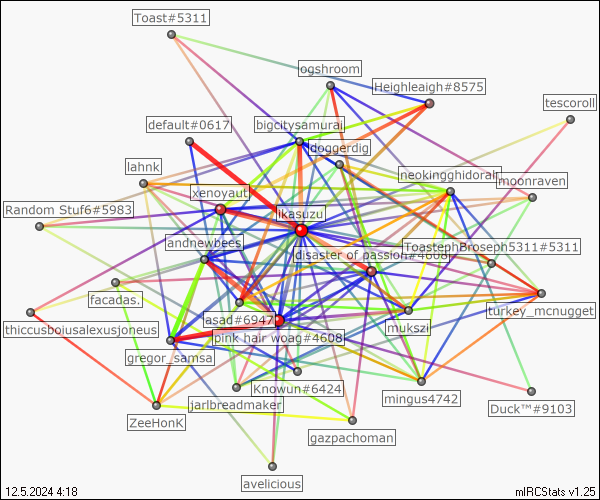 Toast#5311
ogshroom
Heighleigh#8575
tescoroll
default#0617
bigcitysamurai
doggerdig
lahnk
neokingghidorah
moonraven
xenoyaut
Random Stuf6#5983
ikasuzu
andnewbees
ToastephBroseph5311#5311
disaster of passion#4608
facadas.
asad#6947
turkey_mcnugget
thiccusboiusalexusjoneus
mukszi
pink hair woag#4608
gregor_samsa
Knowun#6424
jarlbreadmaker
mingus4742
Duck™#9103
ZeeHonK
gazpachoman
avelicious
12.5.2024 4:18
mIRCStats v1.25